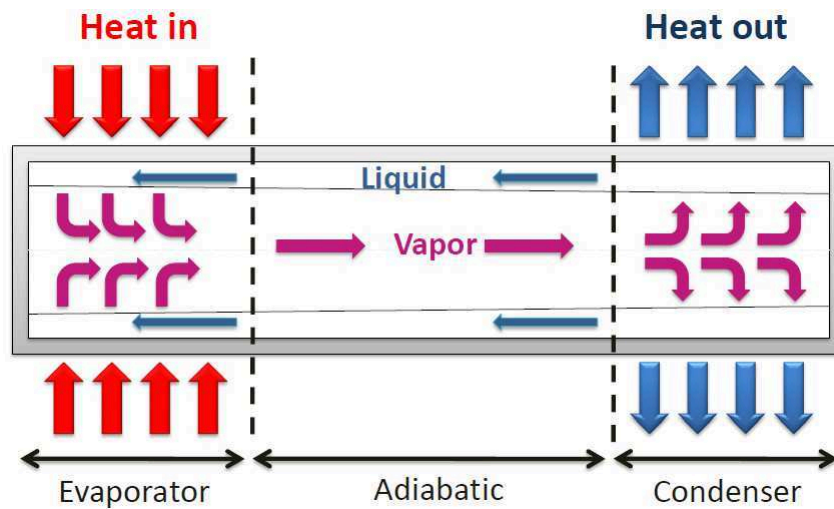 Heat in
Heat out
Liquid
Vapor
Evaporator
Adiabatic
Condenser